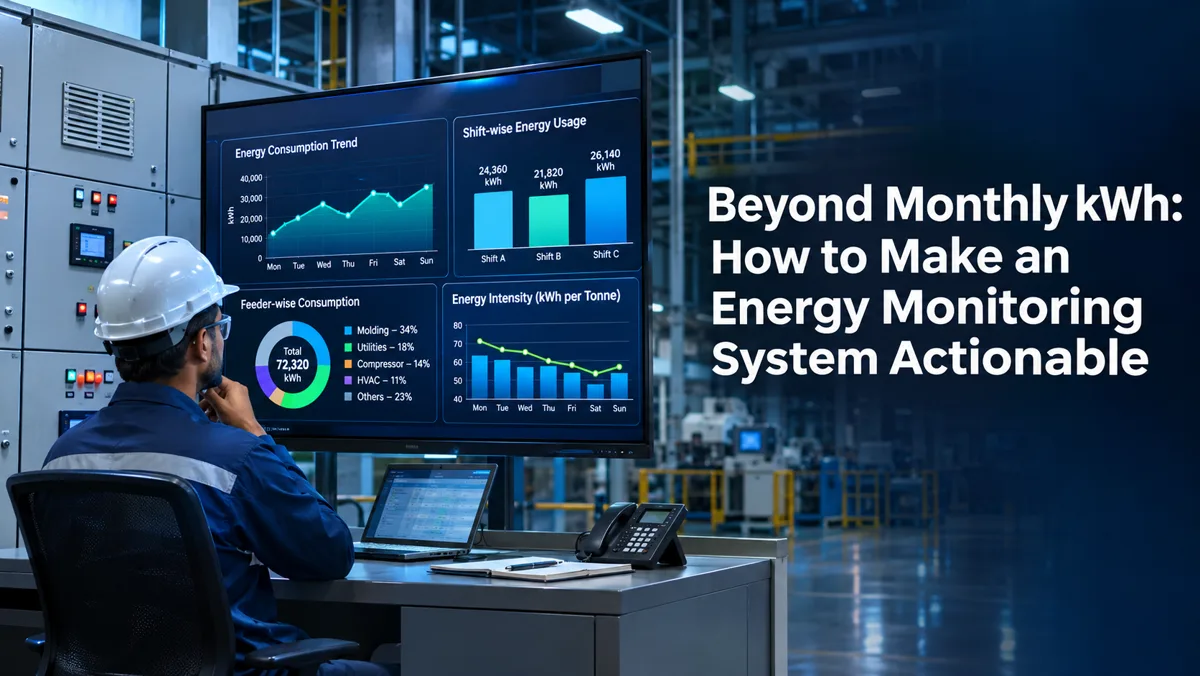 Energy Consumption Trend
40,000
30,000
20,000
10,000
0
kWh
Mon Tue Wed Thu Fri Sat Sun
Shift-wise Energy Usage
24,360
kWh
21,820
kWh
26,140
kWh
Shift A Shift B Shift C
Feeder-wise Consumption
Total
72,320
kWh
Molding – 34%
Utilities – 18%
Compressor – 14%
HVAC – 11%
Others – 23%
Energy Intensity (kWh per Tonne)
80
70
60
50
40
Mon Tue Wed Thu Fri Sat Sun
Beyond Monthly kWh:
How to Make an
Energy Monitoring
System Actionable